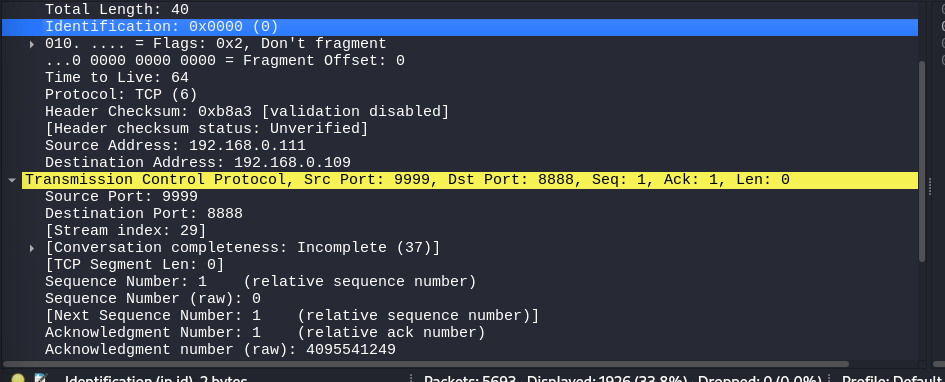 Total Length: 40
Identification: 0x0000 (0)
010. .... = Flags: 0x2, Don't fragment
...0 0000 0000 0000 = Fragment Offset: 0
Time to Live: 64
Protocol: TCP (6)
Header Checksum: 0xb8a3 [validation disabled]
[Header checksum status: Unverified]
Source Address: 192.168.0.111
Destination Address: 192.168.0.109
Transmission Control Protocol, Src Port: 9999, Dst Port: 8888, Seq: 1, Ack: 1, Len: 0
Source Port: 9999
Destination Port: 8888
[Stream index: 29]
[Conversation completeness: Incomplete (37)]
[TCP Segment Len: 0]
Sequence Number: 1    (relative sequence number)
Sequence Number (raw): 0
[Next Sequence Number: 1    (relative sequence number)]
Acknowledgment Number: 1    (relative ack number)
Acknowledgment number (raw): 4095541249
Identification (ip.id), 2 bytes Packets: 5693 Displayed: 1926 (33.8%) Dropped: 0 (0.0%) Profile: